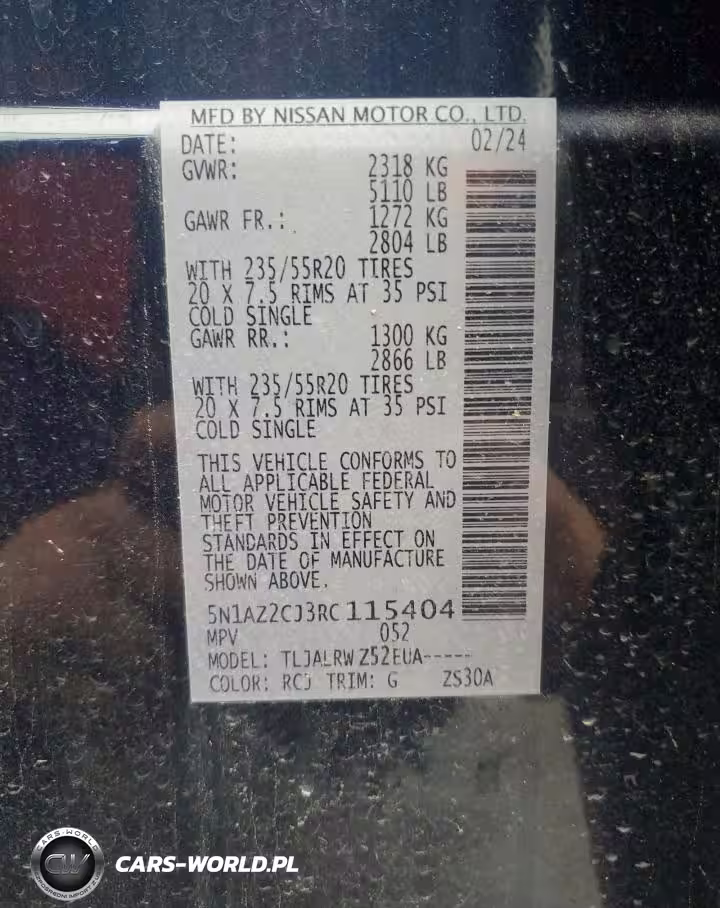 MFD BY NISSAN MOTOR CO., LTD.
DATE: 02/24
GVWR: 2318 KG
5110 LB
GAWR FR.: 1272 KG
2804 LB
WITH 235/55R20 TIRES
20 X 7.5 RIMS AT 35 PSI
COLD SINGLE
GAWR RR.: 1300 KG
2866 LB
WITH 235/55R20 TIRES
20 X 7.5 RIMS AT 35 PSI
COLD SINGLE
THIS VEHICLE CONFORMS TO
ALL APPLICABLE FEDERAL
MOTOR VEHICLE SAFETY AND
THEFT PREVENTION
STANDARDS IN EFFECT ON
THE DATE OF MANUFACTURE
SHOWN ABOVE.
5N1AZ2CJ3RC115404
MPV 052
MODEL: TLJALRWZ52EUA-----
COLOR: RCJ TRIM: G ZS30A
CARS-WORLD
CW
CARS-WORLD.PL